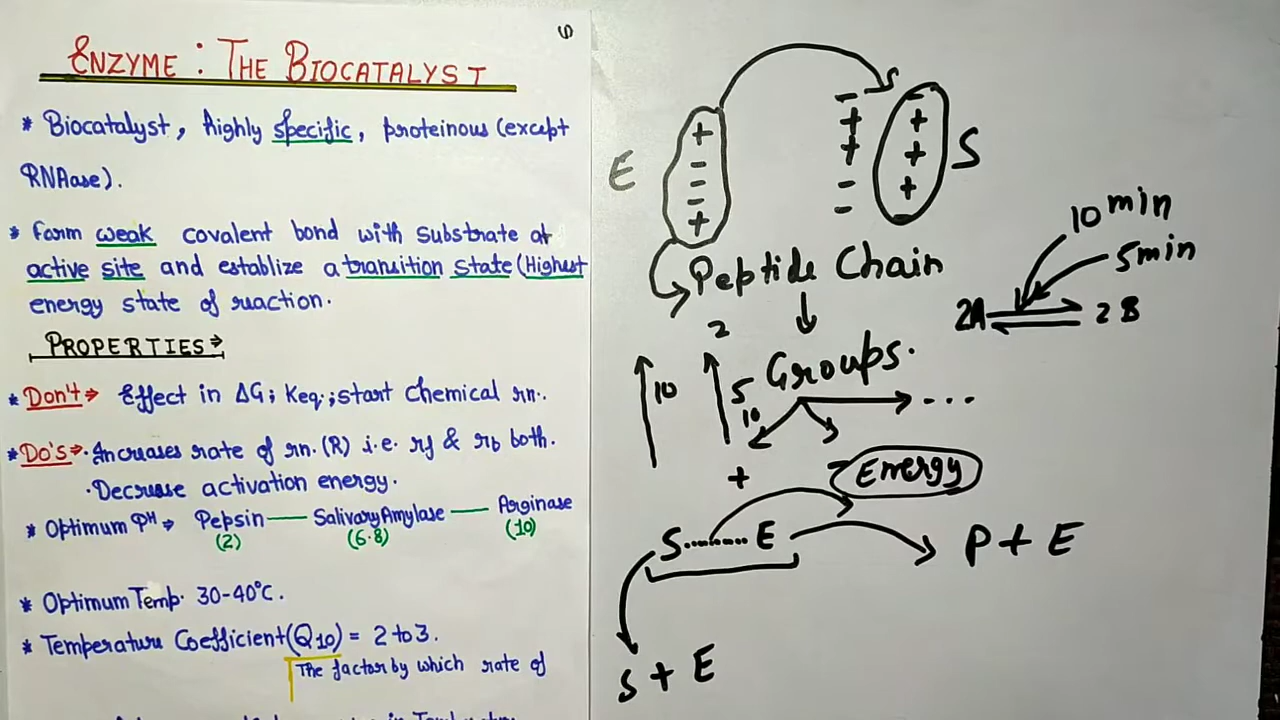 ENZYME : THE BIOCATALYST
* Biocatalyst, highly specific, proteinous (except
RNAase).
* Form weak covalent bond with substrate at
active site and establize a transition state (Highest
energy state of reaction.
PROPERTIES ⇒
* Don't ⇒ Effect in ΔG; Keq.; start chemical rn.
* Do's ⇒ • Increases rate of rn. (R) i.e. rf & rb both.
• Decrease activation energy.
* Optimum PH ⇒ Pepsin — Salivary Amylase — Arginase
(2) (6.8) (10)
* Optimum Temp. 30-40°C.
* Temperature Coefficient (Q10) = 2 to 3.
The factor by which rate of
E
+
-
-
+
-
+
+
-
-
-
+
+
+
S
Peptide Chain
↓
Groups.
→ ...
+ -
10
2
5
10
10 min
5 min
2A ⇌ 2B
Energy
S........E → P + E
S + E